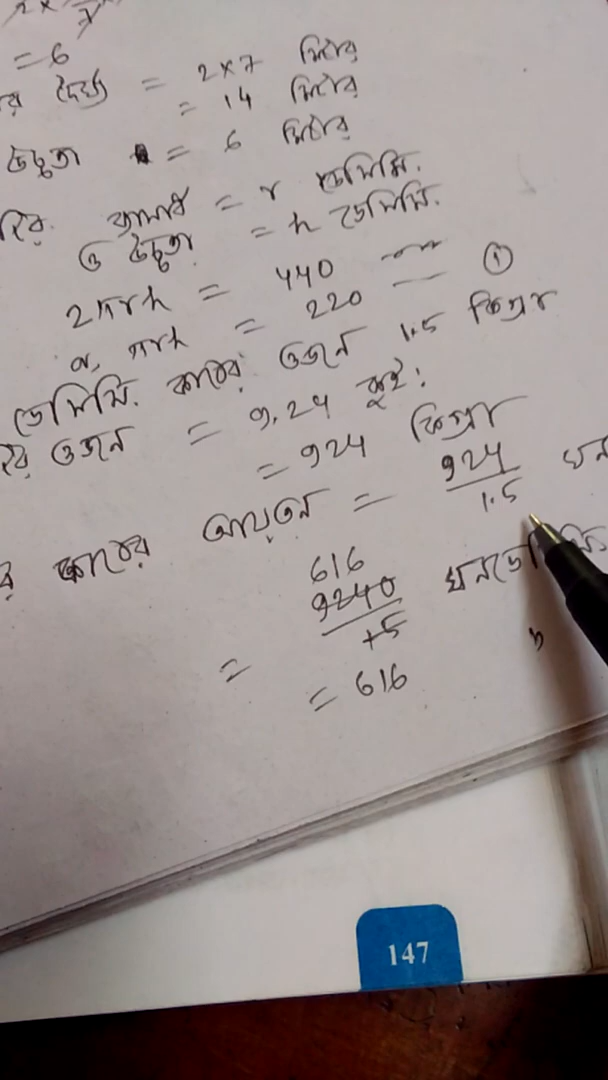 = 6
র দৈর্ঘ্য = 2×7 মিটার
= 14 মিটার
উচ্চতা = 6 মিটার
ব্যাসার্ধ = r ডেসিমি.
ও উচ্চতা = h ডেসিমি.
2πrh = 440
বা, πrh = 220 — ①
ডেসিমি. কাঠের ওজন 1.5 কিগ্রা
র ওজন = 9.24 কুই:
= 924 কিগ্রা
র কাঠের আয়তন = 924/1.5 ঘন
= 9240/15 ঘনডেসিমি
616
= 616
147